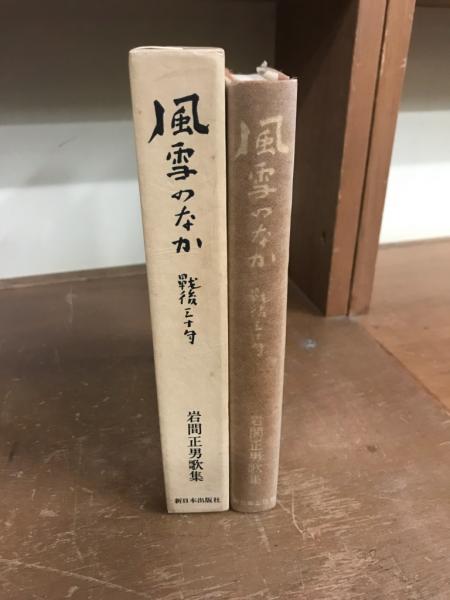 風雪のなか
戦後三十年
岩間正男歌集
新日本出版社
風雪のなか
戦後三十年
岩間正男歌集